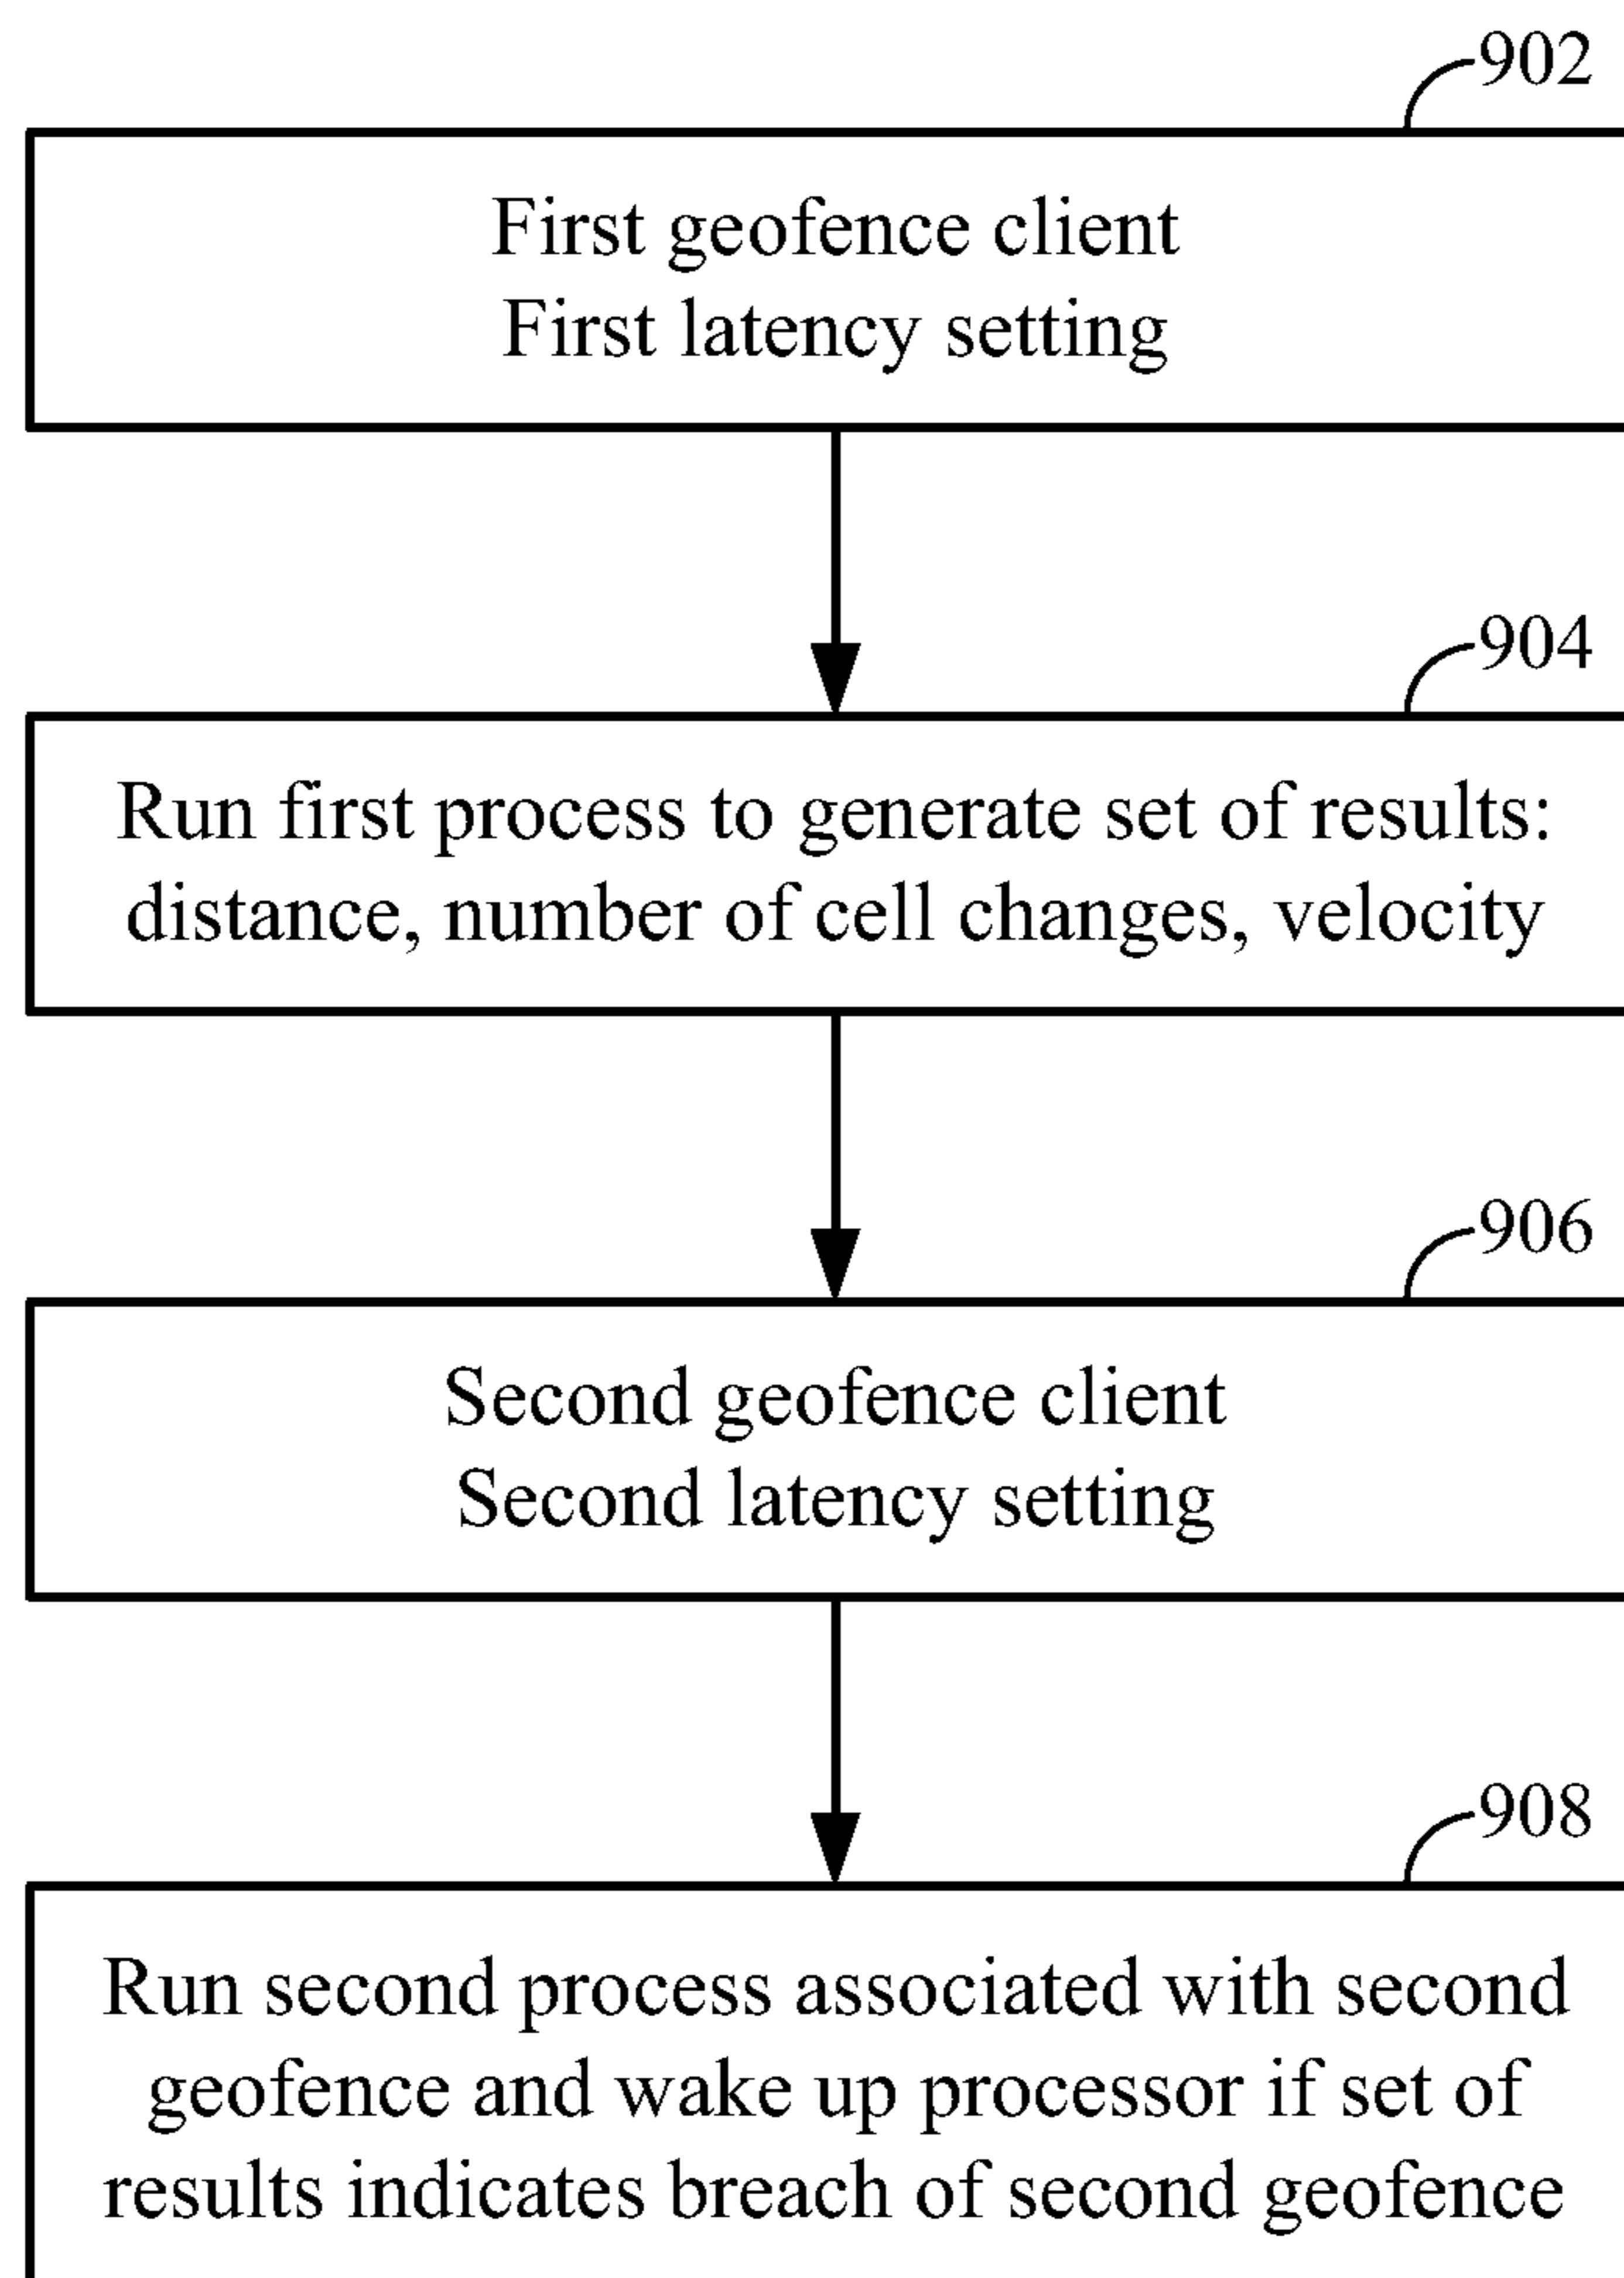 902
First geofence client
First latency setting
904
Run first process to generate set of results:
distance, number of cell changes, velocity
906
Second geofence client
Second latency setting
908
Run second process associated with second
geofence and wake up processor if set of
results indicates breach of second geofence